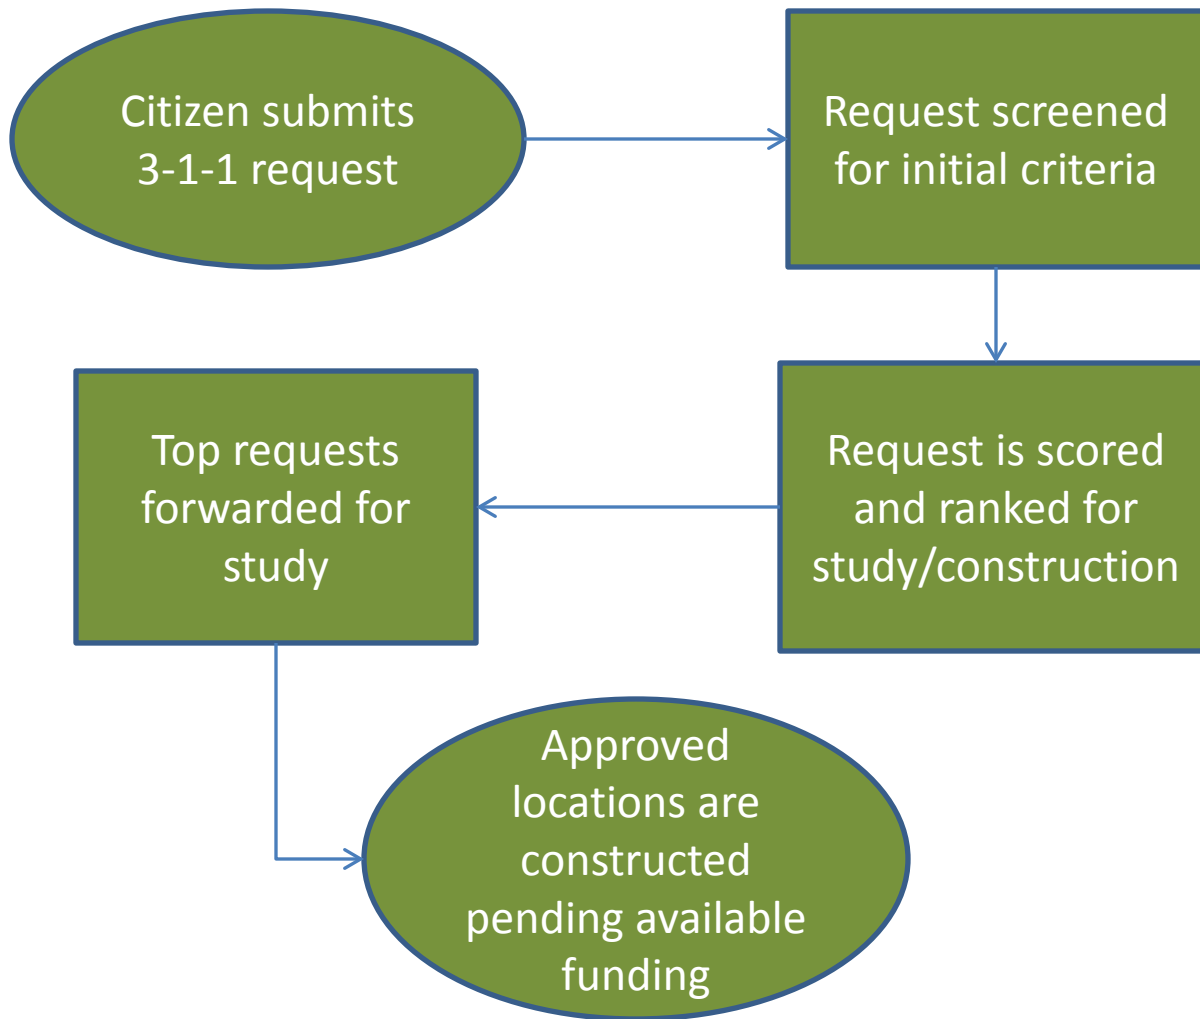 Citizen submits
3-1-1 request
Request screened
for initial criteria
Request is scored
and ranked for
study/construction
Top requests
forwarded for
study
Approved
locations are
constructed
pending available
funding